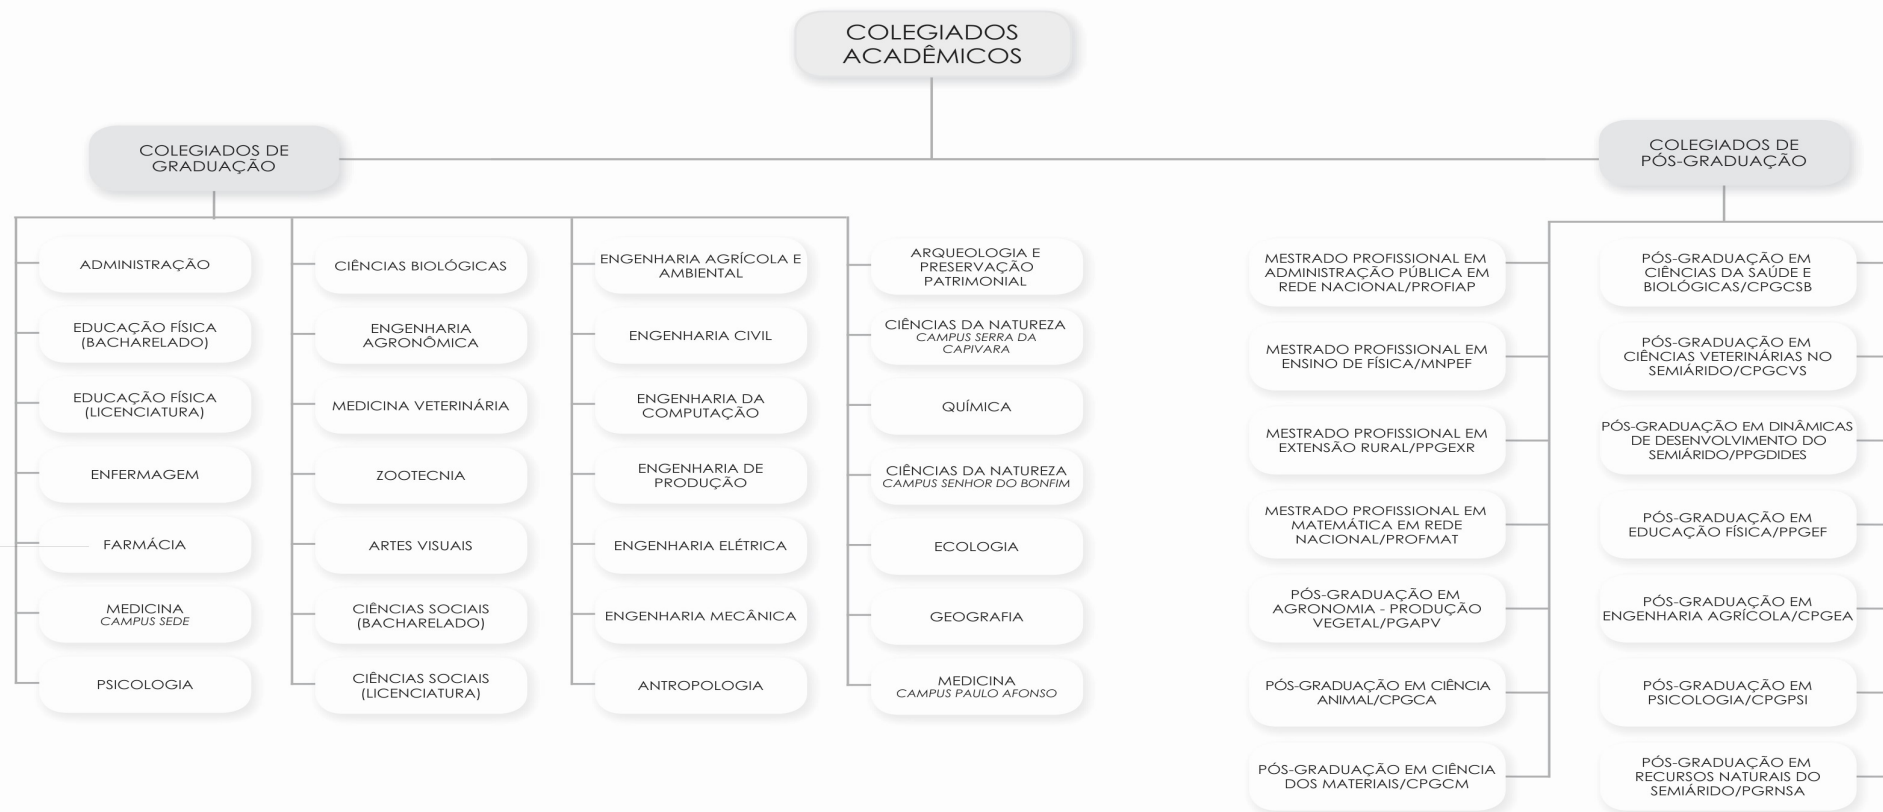 COLEGIADOS
ACADÊMICOS
COLEGIADOS DE
GRADUAÇÃO
COLEGIADOS DE
PÓS-GRADUAÇÃO
ADMINISTRAÇÃO
EDUCAÇÃO FÍSICA
(BACHARELADO)
EDUCAÇÃO FÍSICA
(LICENCIATURA)
ENFERMAGEM
FARMÁCIA
MEDICINA
CAMPUS SEDE
PSICOLOGIA
CIÊNCIAS BIOLÓGICAS
ENGENHARIA
AGRONÔMICA
MEDICINA VETERINÁRIA
ZOOTECNIA
ARTES VISUAIS
CIÊNCIAS SOCIAIS
(BACHARELADO)
CIÊNCIAS SOCIAIS
(LICENCIATURA)
ENGENHARIA AGRÍCOLA E
AMBIENTAL
ENGENHARIA CIVIL
ENGENHARIA DA
COMPUTAÇÃO
ENGENHARIA DE
PRODUÇÃO
ENGENHARIA ELÉTRICA
ENGENHARIA MECÂNICA
ANTROPOLOGIA
ARQUEOLOGIA E
PRESERVAÇÃO
PATRIMONIAL
CIÊNCIAS DA NATUREZA
CAMPUS SERRA DA
CAPIVARA
QUÍMICA
CIÊNCIAS DA NATUREZA
CAMPUS SENHOR DO BONFIM
ECOLOGIA
GEOGRAFIA
MEDICINA
CAMPUS PAULO AFONSO
MESTRADO PROFISSIONAL EM
ADMINISTRAÇÃO PÚBLICA EM
REDE NACIONAL/PROFIAP
MESTRADO PROFISSIONAL EM
ENSINO DE FÍSICA/MNPEF
MESTRADO PROFISSIONAL EM
EXTENSÃO RURAL/PPGEXR
MESTRADO PROFISSIONAL EM
MATEMÁTICA EM REDE
NACIONAL/PROFMAT
PÓS-GRADUAÇÃO EM
AGRONOMIA - PRODUÇÃO
VEGETAL/PGAPV
PÓS-GRADUAÇÃO EM CIÊNCIA
ANIMAL/CPGCA
PÓS-GRADUAÇÃO EM CIÊNCIA
DOS MATERIAIS/CPGCM
PÓS-GRADUAÇÃO EM
CIÊNCIAS DA SAÚDE E
BIOLÓGICAS/CPGCSB
PÓS-GRADUAÇÃO EM
CIÊNCIAS VETERINÁRIAS NO
SEMIÁRIDO/CPGCVS
PÓS-GRADUAÇÃO EM DINÂMICAS
DE DESENVOLVIMENTO DO
SEMIÁRIDO/PPGDIDES
PÓS-GRADUAÇÃO EM
EDUCAÇÃO FÍSICA/PPGEF
PÓS-GRADUAÇÃO EM
ENGENHARIA AGRÍCOLA/CPGEA
PÓS-GRADUAÇÃO EM
PSICOLOGIA/CPGPSI
PÓS-GRADUAÇÃO EM
RECURSOS NATURAIS DO
SEMIÁRIDO/PGRNSA